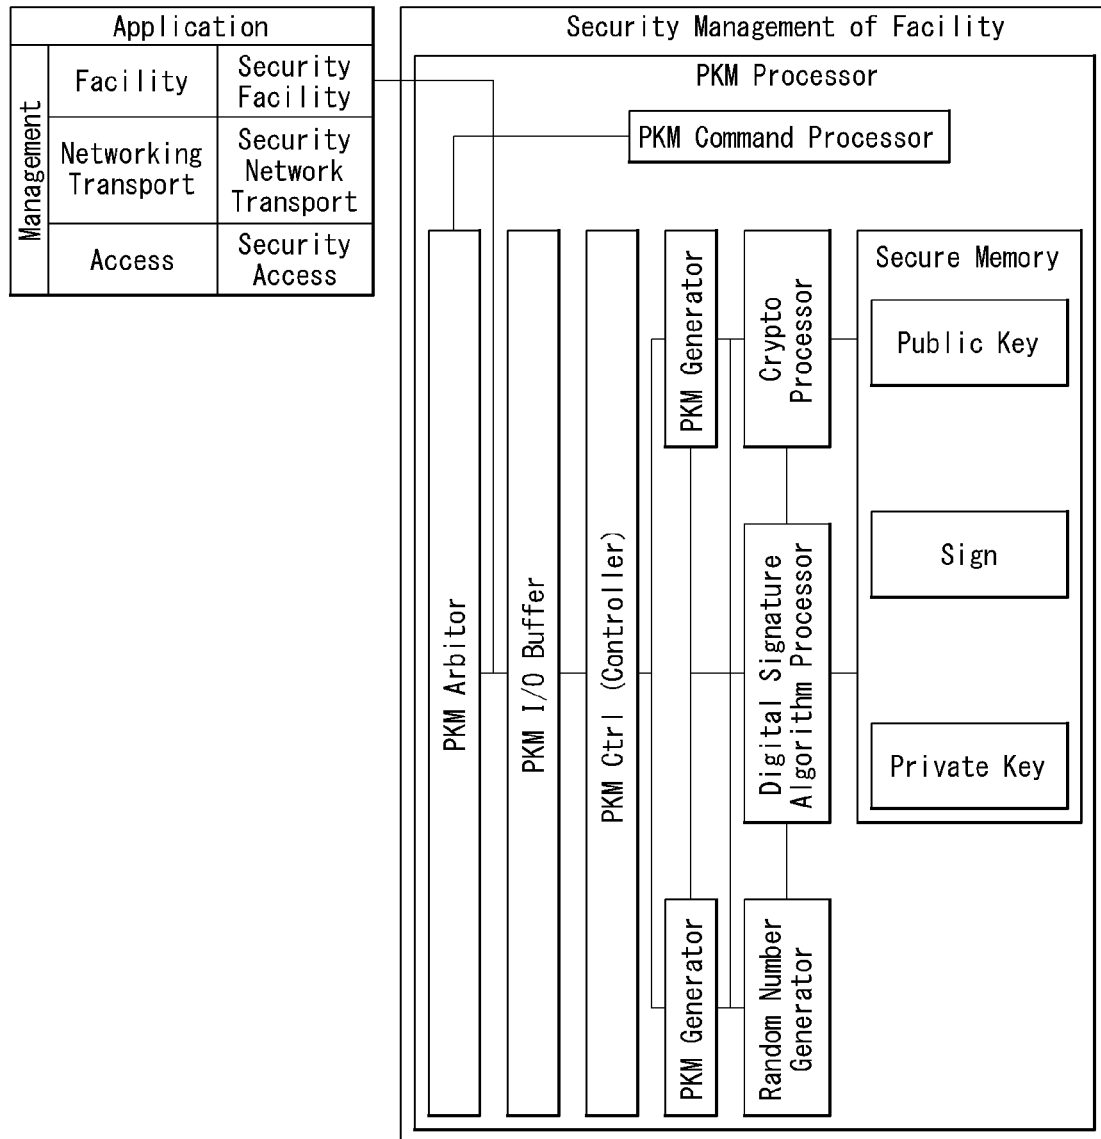 Application
Management
Facility
Security
Facility
Networking
Transport
Security
Network
Transport
Access
Security
Access
Security Management of Facility
PKM Processor
PKM Command Processor
PKM Arbitor
PKM I/O Buffer
PKM Ctrl (Controller)
PKM Generator
Crypto
Processor
Secure Memory
Public Key
Digital Signature
Algorithm Processor
Sign
Private Key
PKM Generator
Random Number
Generator